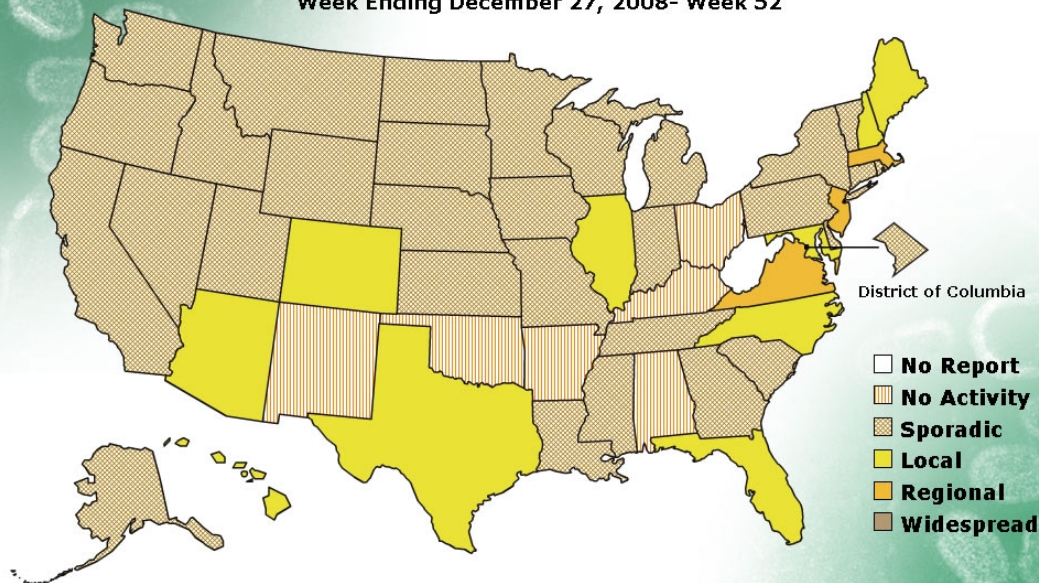 Week Ending December 27, 2008- Week 52
District of Columbia
No Report
No Activity
Sporadic
Local
Regional
Widespread